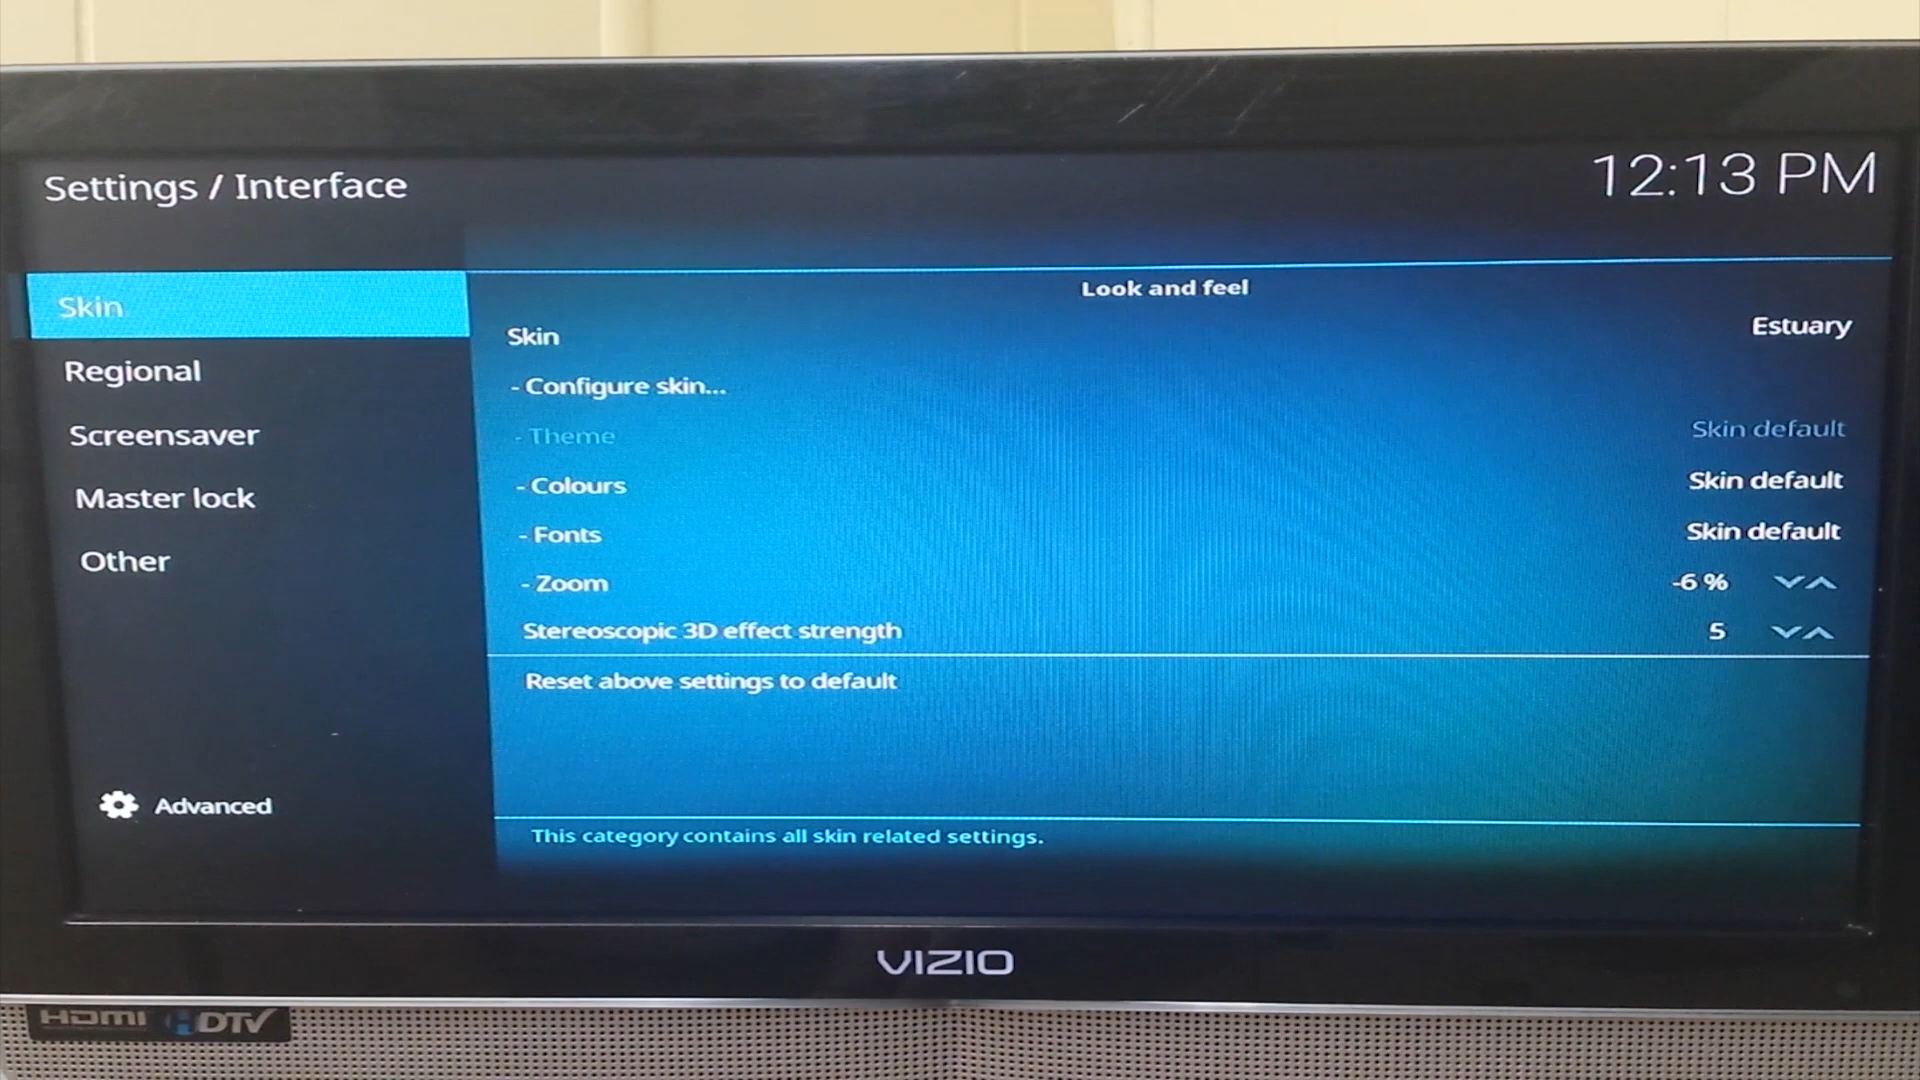 Settings / Interface
12:13 PM
Skin
Regional
Screensaver
Master lock
Other
Advanced
Look and feel
Skin Estuary
- Configure skin...
- Theme Skin default
- Colours Skin default
- Fonts Skin default
- Zoom -6 %
Stereoscopic 3D effect strength 5
Reset above settings to default
This category contains all skin related settings.
VIZIO
HDMI HDTV